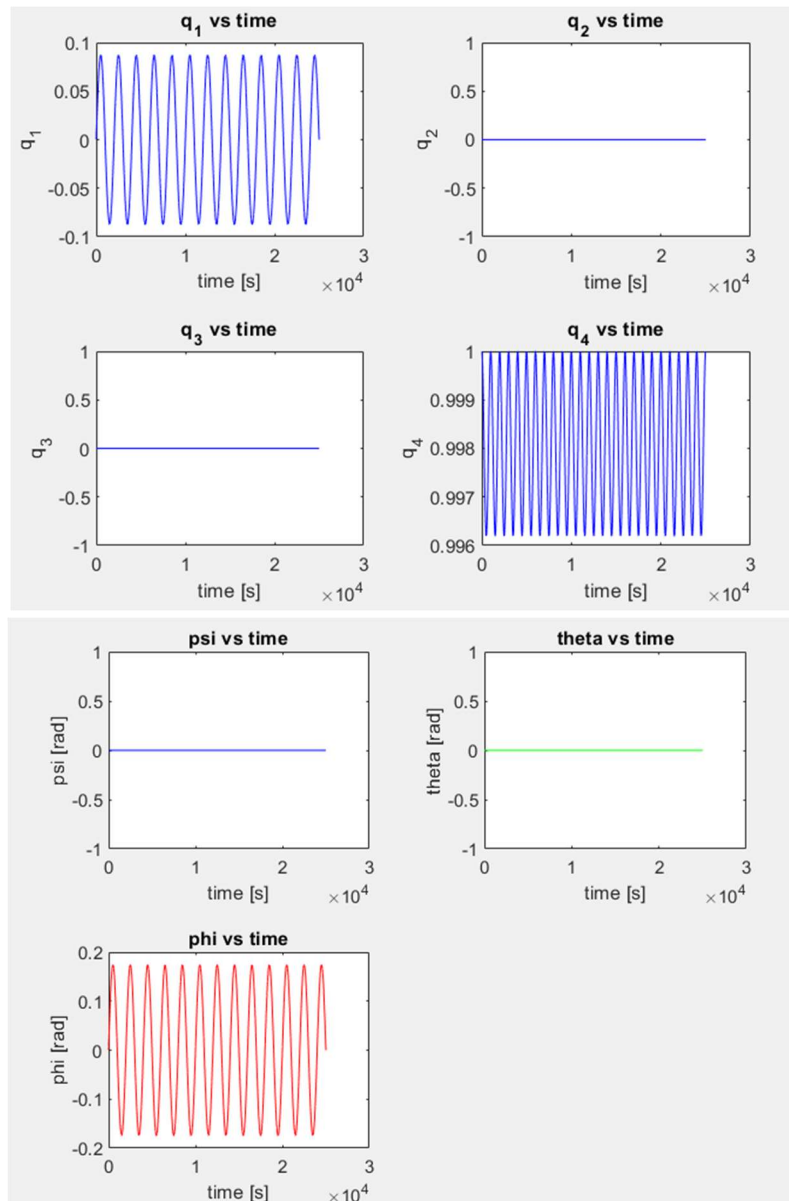 q1 vs time
q1
0.1
0.05
0
-0.05
-0.1
0 1 2 3
time [s] ×10^4
q2 vs time
q2
1
0.5
0
-0.5
-1
0 1 2 3
time [s] ×10^4
q3 vs time
q3
1
0.5
0
-0.5
-1
0 1 2 3
time [s] ×10^4
q4 vs time
q4
1
0.999
0.998
0.997
0.996
0 1 2 3
time [s] ×10^4
psi vs time
psi [rad]
1
0.5
0
-0.5
-1
0 1 2 3
time [s] ×10^4
theta vs time
theta [rad]
1
0.5
0
-0.5
-1
0 1 2 3
time [s] ×10^4
phi vs time
phi [rad]
0.2
0.1
0
-0.1
-0.2
0 1 2 3
time [s] ×10^4